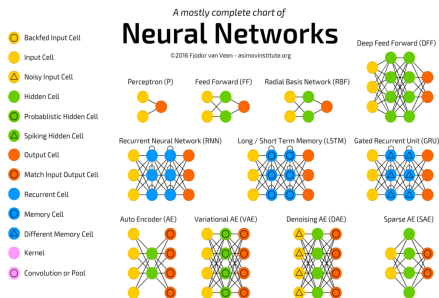 A mostly complete chart of
Neural Networks
©2016 Fjodor van Veen - asimovinstitute.org
Deep Feed Forward (DFF)
Backfed Input Cell
Input Cell
Noisy Input Cell
Hidden Cell
Probablistic Hidden Cell
Spiking Hidden Cell
Output Cell
Match Input Output Cell
Recurrent Cell
Memory Cell
Different Memory Cell
Kernel
Convolution or Pool
Perceptron (P)
Feed Forward (FF)
Radial Basis Network (RBF)
Recurrent Neural Network (RNN)
Long / Short Term Memory (LSTM)
Gated Recurrent Unit (GRU)
Auto Encoder (AE)
Variational AE (VAE)
Denoising AE (DAE)
Sparse AE (SAE)